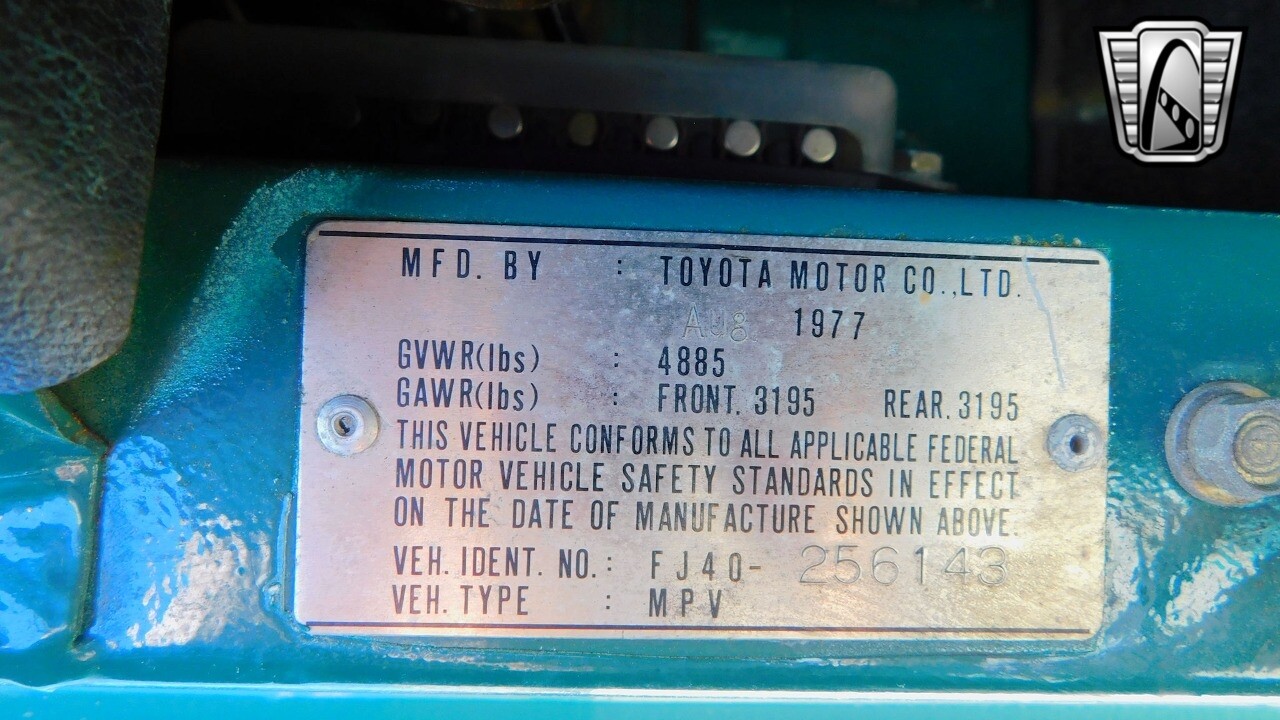 MFD. BY : TOYOTA MOTOR CO.,LTD.
AUG 1977
GVWR(lbs) : 4885
GAWR(lbs) : FRONT. 3195 REAR. 3195
THIS VEHICLE CONFORMS TO ALL APPLICABLE FEDERAL
MOTOR VEHICLE SAFETY STANDARDS IN EFFECT
ON THE DATE OF MANUFACTURE SHOWN ABOVE.
VEH. IDENT. NO. : FJ40- 256143
VEH. TYPE : MPV